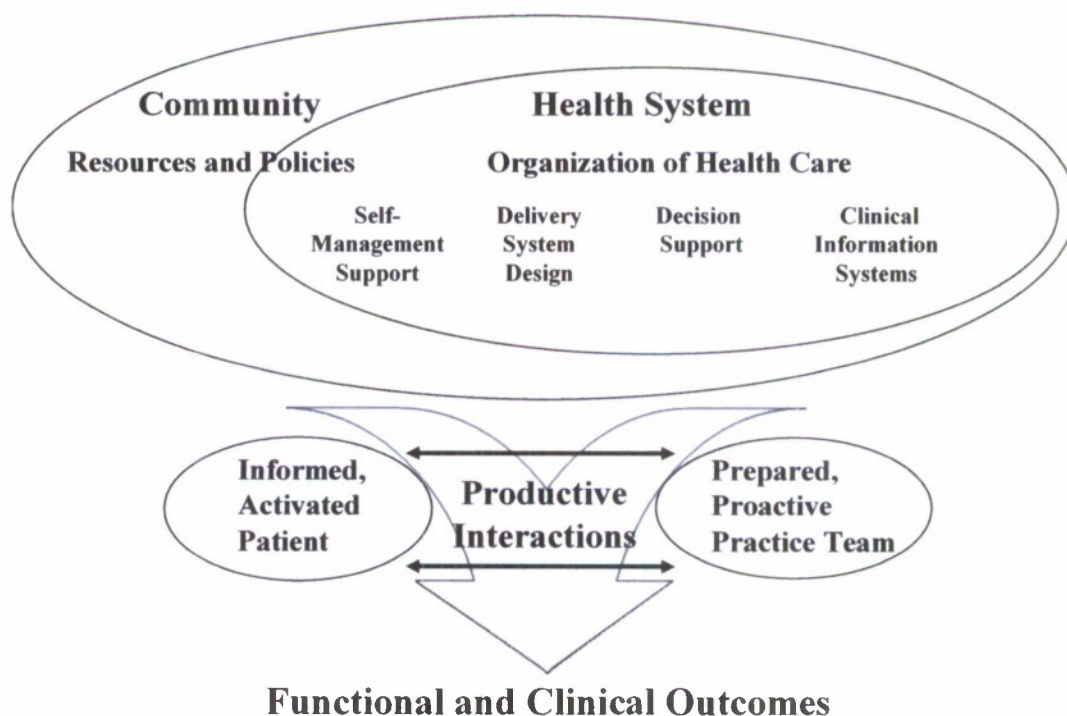 Community
Health System
Resources and Policies
Organization of Health Care
Self-
Management
Support
Delivery
System
Design
Decision
Support
Clinical
Information
Systems
Informed,
Activated
Patient
Productive
Interactions
Prepared,
Proactive
Practice Team
Functional and Clinical Outcomes